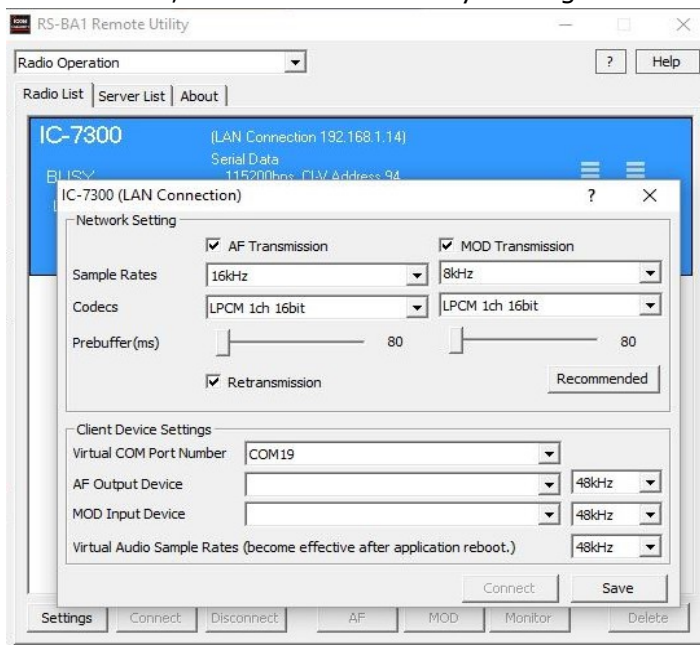 RS-BA1 Remote Utility
Radio Operation
? Help
Radio List Server List About
IC-7300 (LAN Connection 192.168.1.14)
Serial Data
BUSY 115200bps, CI-V Address 94
IC-7300 (LAN Connection) ?
Network Setting
AF Transmission MOD Transmission
Sample Rates 16kHz 8kHz
Codecs LPCM 1ch 16bit LPCM 1ch 16bit
Prebuffer(ms) 80 80
Retransmission Recommended
Client Device Settings
Virtual COM Port Number COM19
AF Output Device 48kHz
MOD Input Device 48kHz
Virtual Audio Sample Rates (become effective after application reboot.) 48kHz
Connect Save
Settings Connect Disconnect AF MOD Monitor Delete